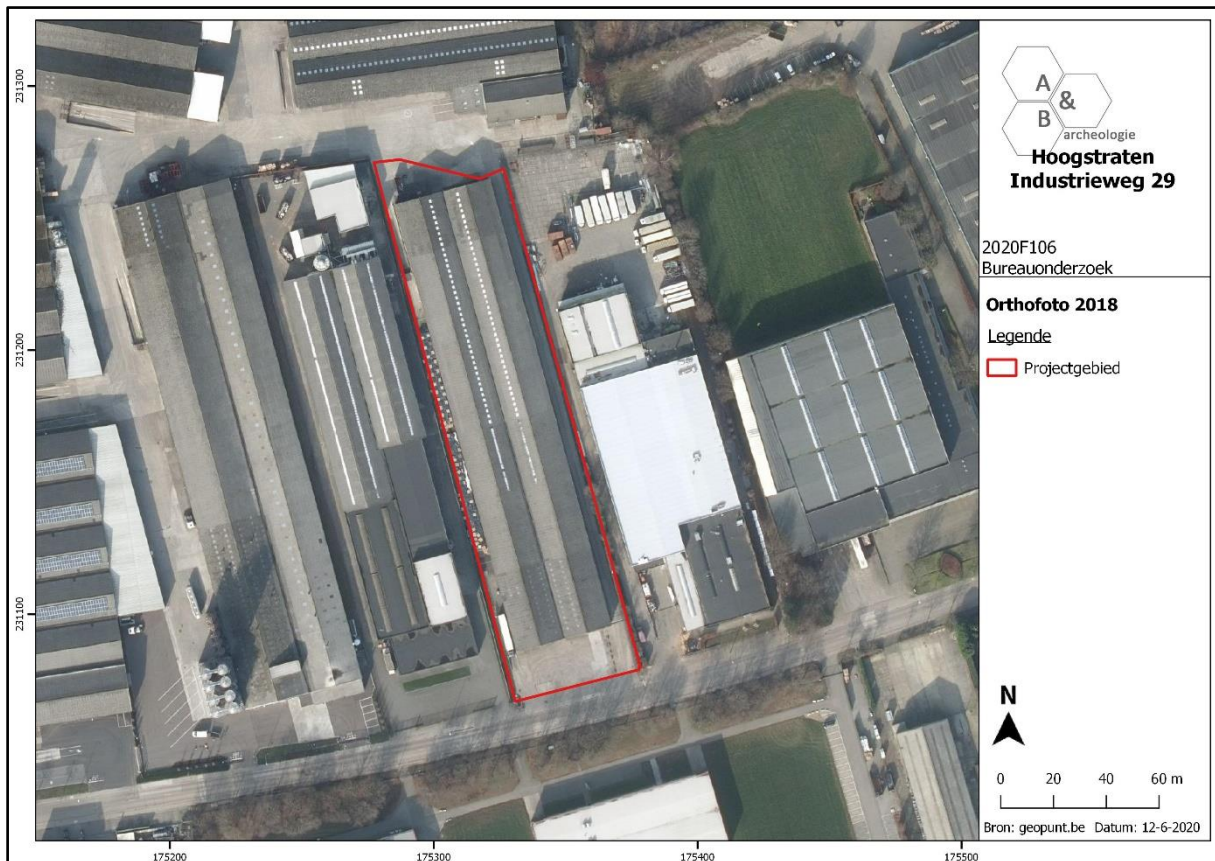 A
&
B
archeologie
Hoogstraten
Industrieweg 29
2020F106
Bureauonderzoek
Orthofoto 2018
Legende
Projectgebied
N
0 20 40 60 m
Bron: geopunt.be Datum: 12-6-2020
231300
231200
231100
175200 175300 175400 175500